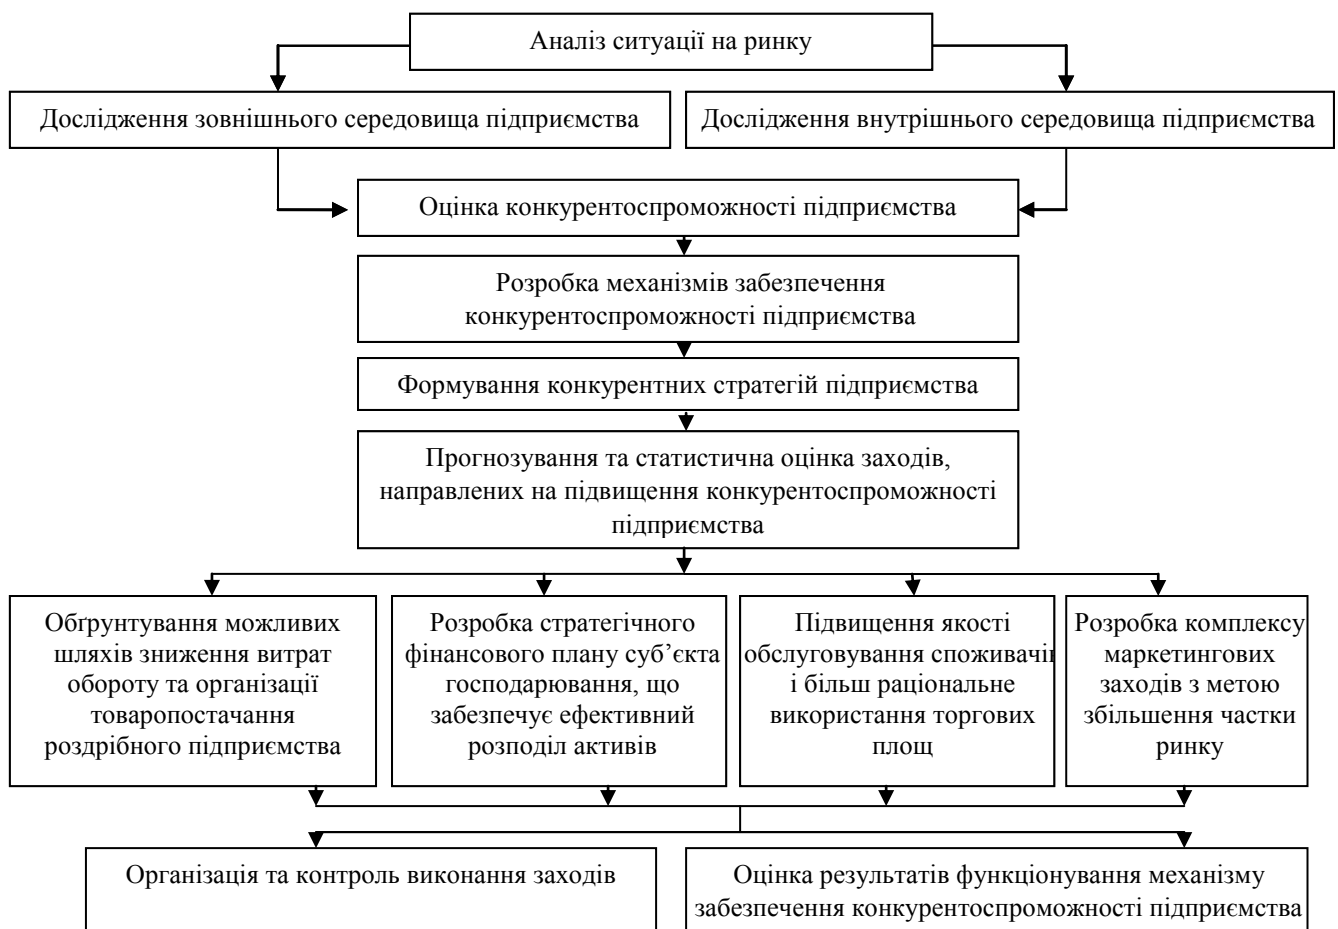 Аналіз ситуації на ринку
Дослідження зовнішнього середовища підприємства
Дослідження внутрішнього середовища підприємства
Оцінка конкурентоспроможності підприємства
Розробка механізмів забезпечення
конкурентоспроможності підприємства
Формування конкурентних стратегій підприємства
Прогнозування та статистична оцінка заходів,
направлених на підвищення конкурентоспроможності
підприємства
Обґрунтування можливих
шляхів зниження витрат
обороту та організації
товаропостачання
роздрібного підприємства
Розробка стратегічного
фінансового плану суб’єкта
господарювання, що
забезпечує ефективний
розподіл активів
Підвищення якості
обслуговування споживачів
і більш раціональне
використання торгових
площ
Розробка комплексу
маркетингових
заходів з метою
збільшення частки
ринку
Організація та контроль виконання заходів
Оцінка результатів функціонування механізму
забезпечення конкурентоспроможності підприємства